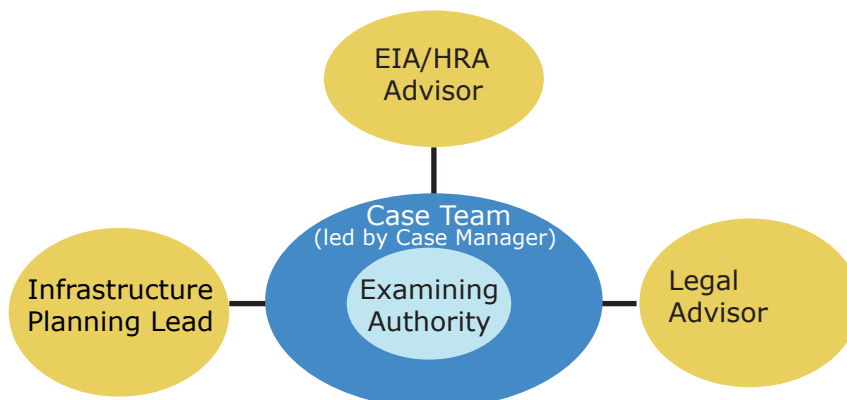 EIA/HRA
Advisor
Case Team
(led by Case Manager)
Infrastructure
Planning Lead
Examining
Authority
Legal
Advisor